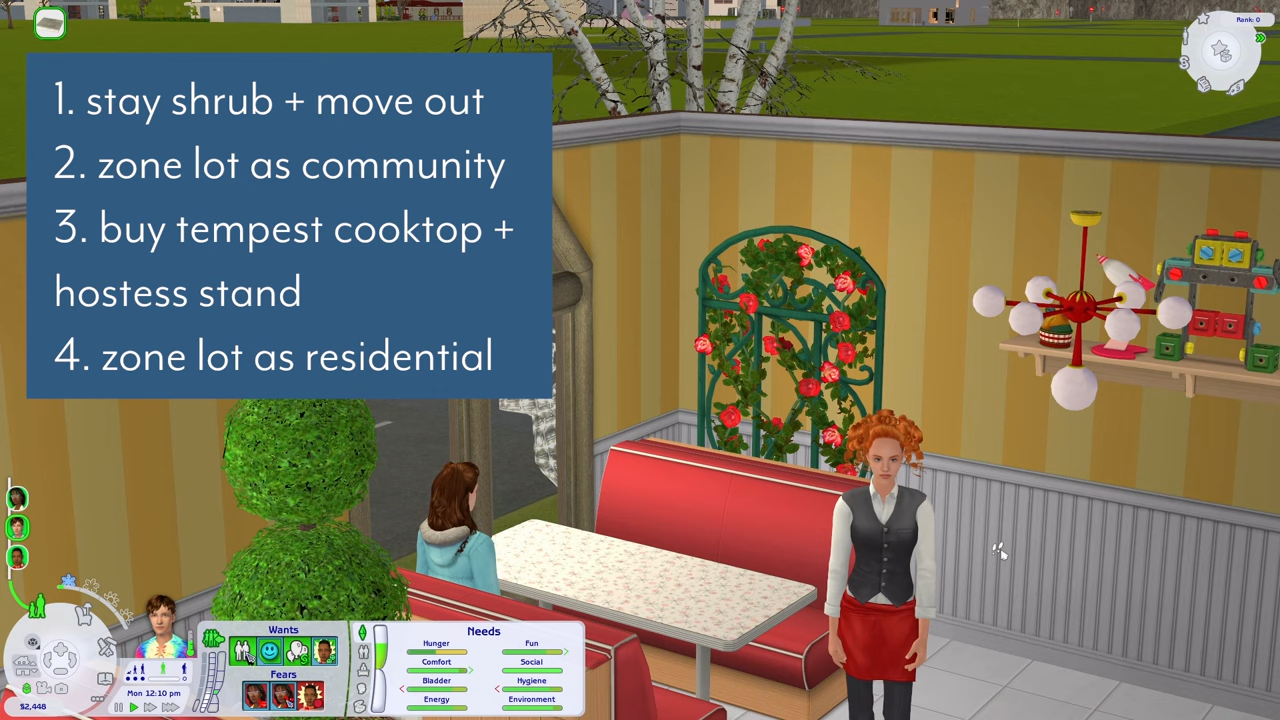 Rank: 0
1. stay shrub + move out
2. zone lot as community
3. buy tempest cooktop +
hostess stand
4. zone lot as residential
Wants
Fears
Needs
Hunger
Fun
Comfort
Social
Bladder
Hygiene
Energy
Environment
Mon 12:10 pm
$2,448